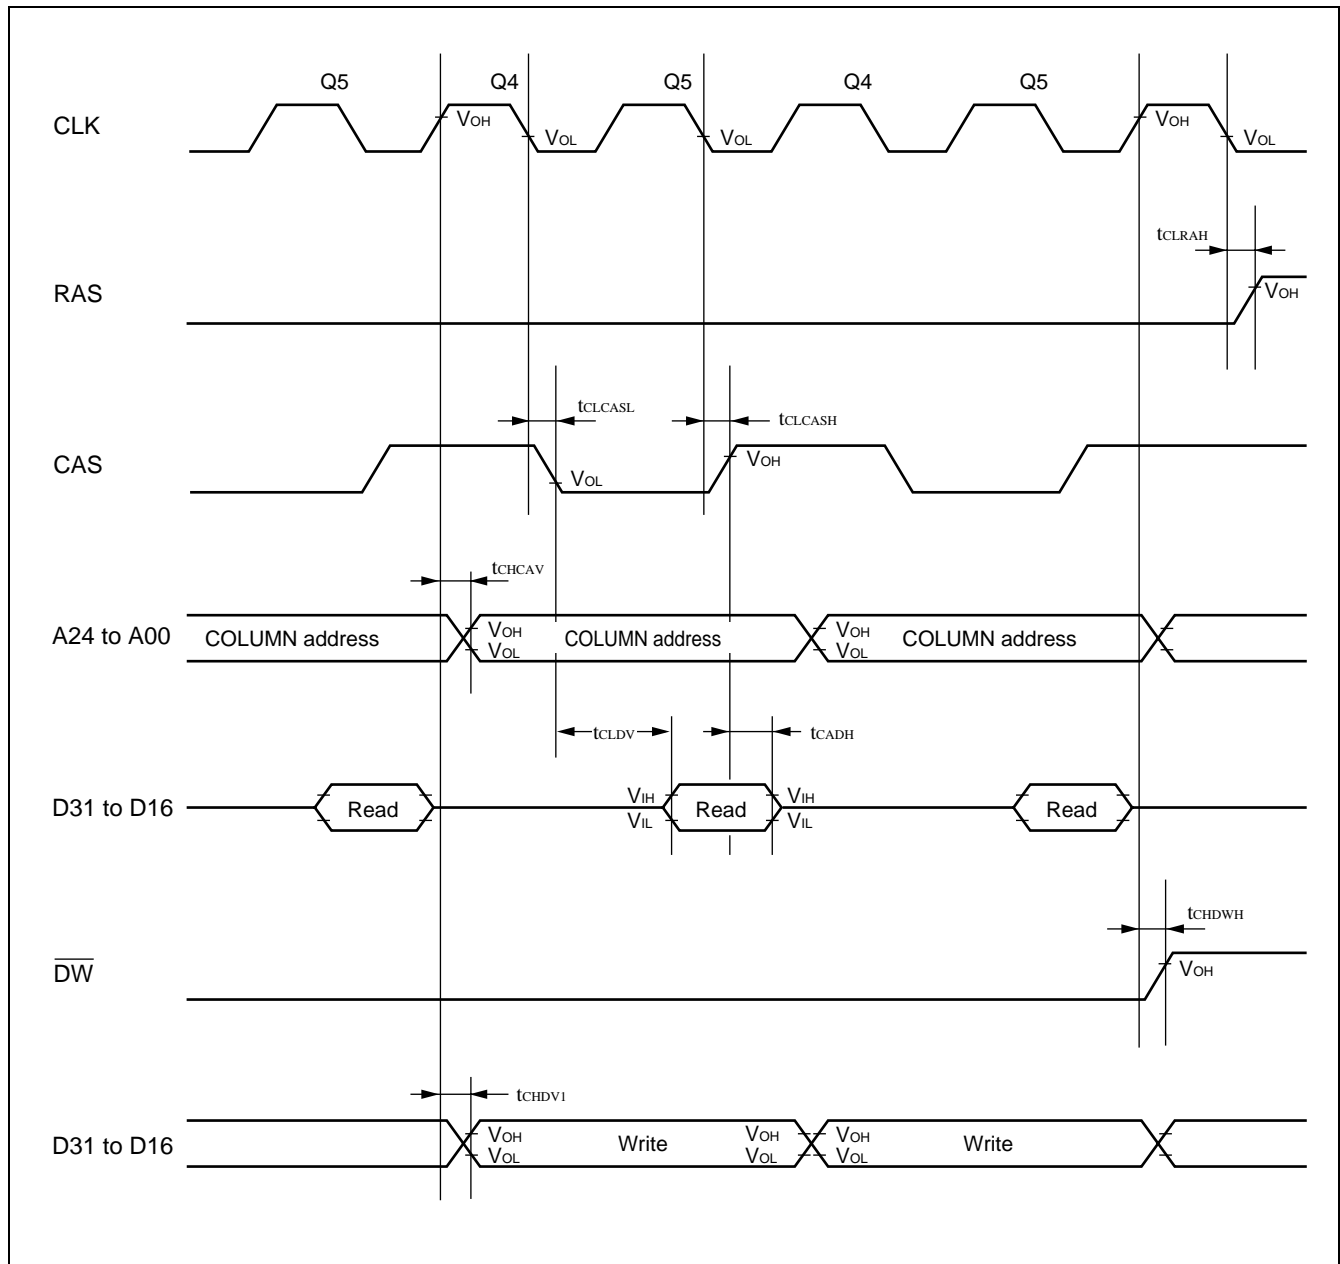 Q5 Q4 Q5 Q4 Q5
CLK VOH VOL VOL VOH VOL
tCLRAH
RAS VOH
tCLCASL tCLCASH
CAS VOL VOH
tCHCAV
A24 to A00 COLUMN address VOH COLUMN address VOH COLUMN address
VOL VOL
tCLDV tCADH
D31 to D16 Read VIH Read VIH Read
VIL VIL
tCHDWH
DW VOH
tCHDV1
D31 to D16 VOH Write VOH VOH Write
VOL VOL VOL